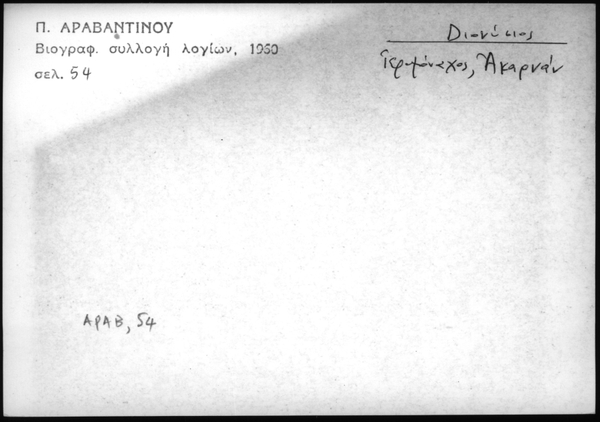 Π. ΑΡΑΒΑΝΤΙΝΟΥ
Βιογραφ. συλλογή λογίων, 1960
σελ. 54
Διονύσιος
Ἱερομόναχος, Ἀκαρνάν
ΑΡΑΒ, 54